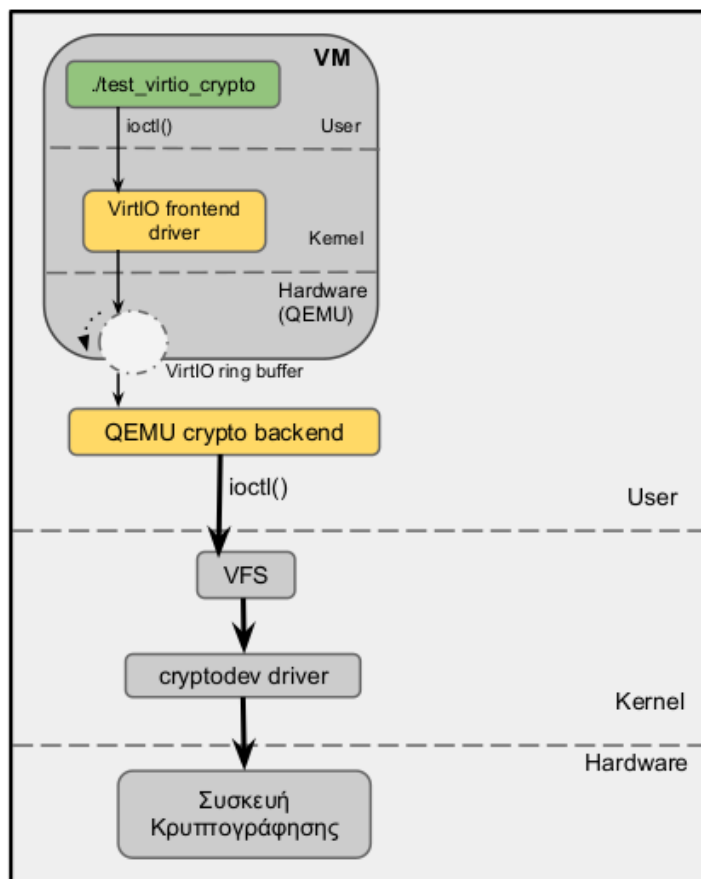 VM
./test_virtio_crypto
ioctl()
User
VirtIO frontend
driver
Kernel
Hardware
(QEMU)
VirtIO ring buffer
QEMU crypto backend
ioctl()
User
VFS
cryptodev driver
Kernel
Hardware
Συσκευή
Κρυπτογράφησης